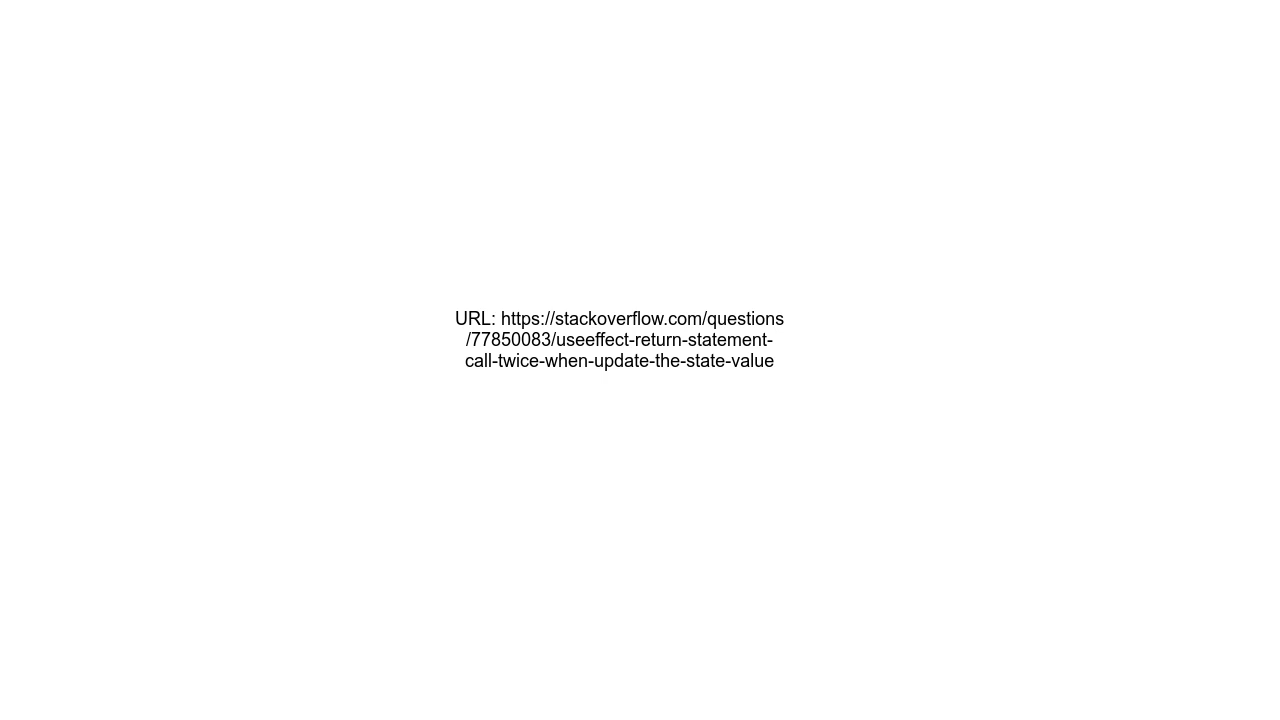 URL: https://stackoverflow.com/questions
/77850083/useeffect-return-statement-
call-twice-when-update-the-state-value